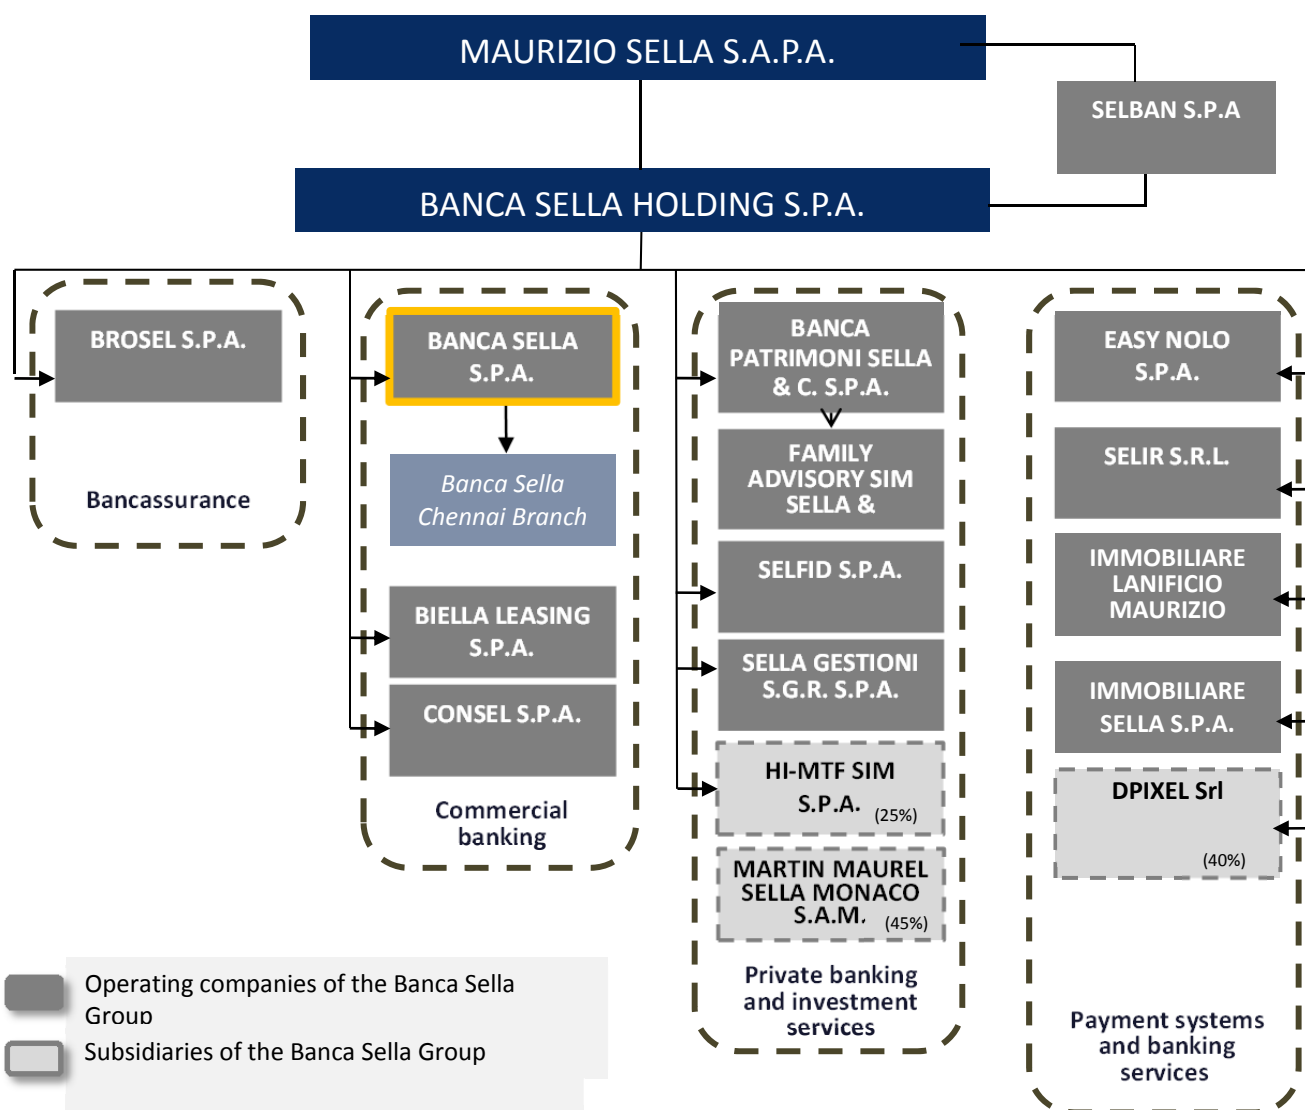 MAURIZIO SELLA S.A.P.A.
SELBAN S.P.A
BANCA SELLA HOLDING S.P.A.
BROSEL S.P.A.
Bancassurance
BANCA SELLA
S.P.A.
Banca Sella
Chennai Branch
BIELLA LEASING
S.P.A.
CONSEL S.P.A.
Commercial
banking
BANCA
PATRIMONI SELLA
& C. S.P.A.
FAMILY
ADVISORY SIM
SELLA &
SELFID S.P.A.
SELLA GESTIONI
S.G.R. S.P.A.
HI-MTF SIM
S.P.A. (25%)
MARTIN MAUREL
SELLA MONACO
S.A.M. (45%)
Private banking
and investment
services
EASY NOLO
S.P.A.
SELIR S.R.L.
IMMOBILIARE
LANIFICIO
MAURIZIO
IMMOBILIARE
SELLA S.P.A.
DPIXEL Srl
(40%)
Payment systems
and banking
services
Operating companies of the Banca Sella
Group
Subsidiaries of the Banca Sella Group